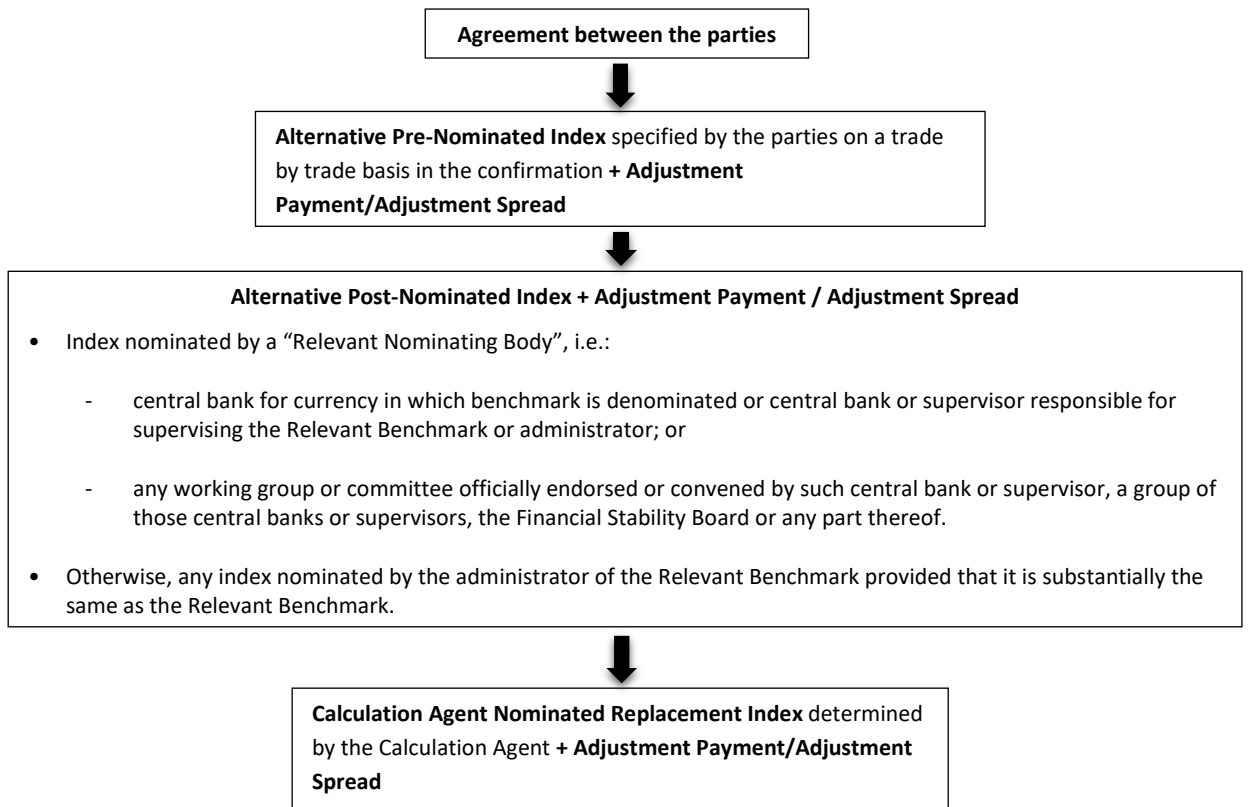 Agreement between the parties
Alternative Pre-Nominated Index specified by the parties on a trade
by trade basis in the confirmation + Adjustment
Payment/Adjustment Spread
Alternative Post-Nominated Index + Adjustment Payment / Adjustment Spread
• Index nominated by a “Relevant Nominating Body”, i.e.:
- central bank for currency in which benchmark is denominated or central bank or supervisor responsible for
supervising the Relevant Benchmark or administrator; or
- any working group or committee officially endorsed or convened by such central bank or supervisor, a group of
those central banks or supervisors, the Financial Stability Board or any part thereof.
• Otherwise, any index nominated by the administrator of the Relevant Benchmark provided that it is substantially the
same as the Relevant Benchmark.
Calculation Agent Nominated Replacement Index determined
by the Calculation Agent + Adjustment Payment/Adjustment
Spread